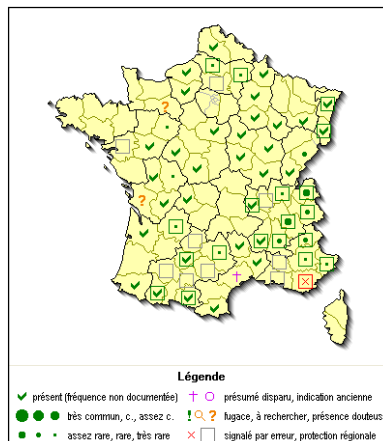 Légende
présent (fréquence non documentée)
présumé disparu, indication ancienne
très commun, c., assez c.
fugace, à rechercher, présence douteus
assez rare, rare, très rare
signalé par erreur, protection régionale